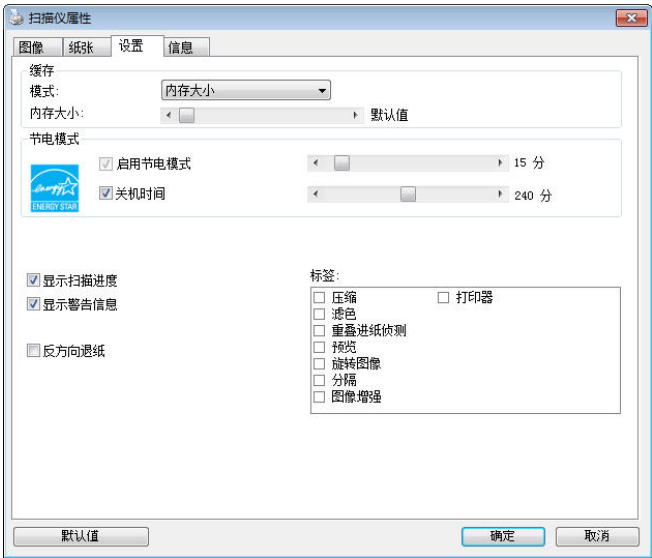 扫描仪属性
图像 纸张 设置 信息
缓存
模式: 内存大小
内存大小: 默认值
节电模式
启用节电模式 15 分
关机时间 240 分
energy
ENERGY STAR
显示扫描进度
显示警告信息
反方向退纸
标签:
压缩 打印器
滤色
重叠进纸侦测
预览
旋转图像
分隔
图像增强
默认值 确定 取消